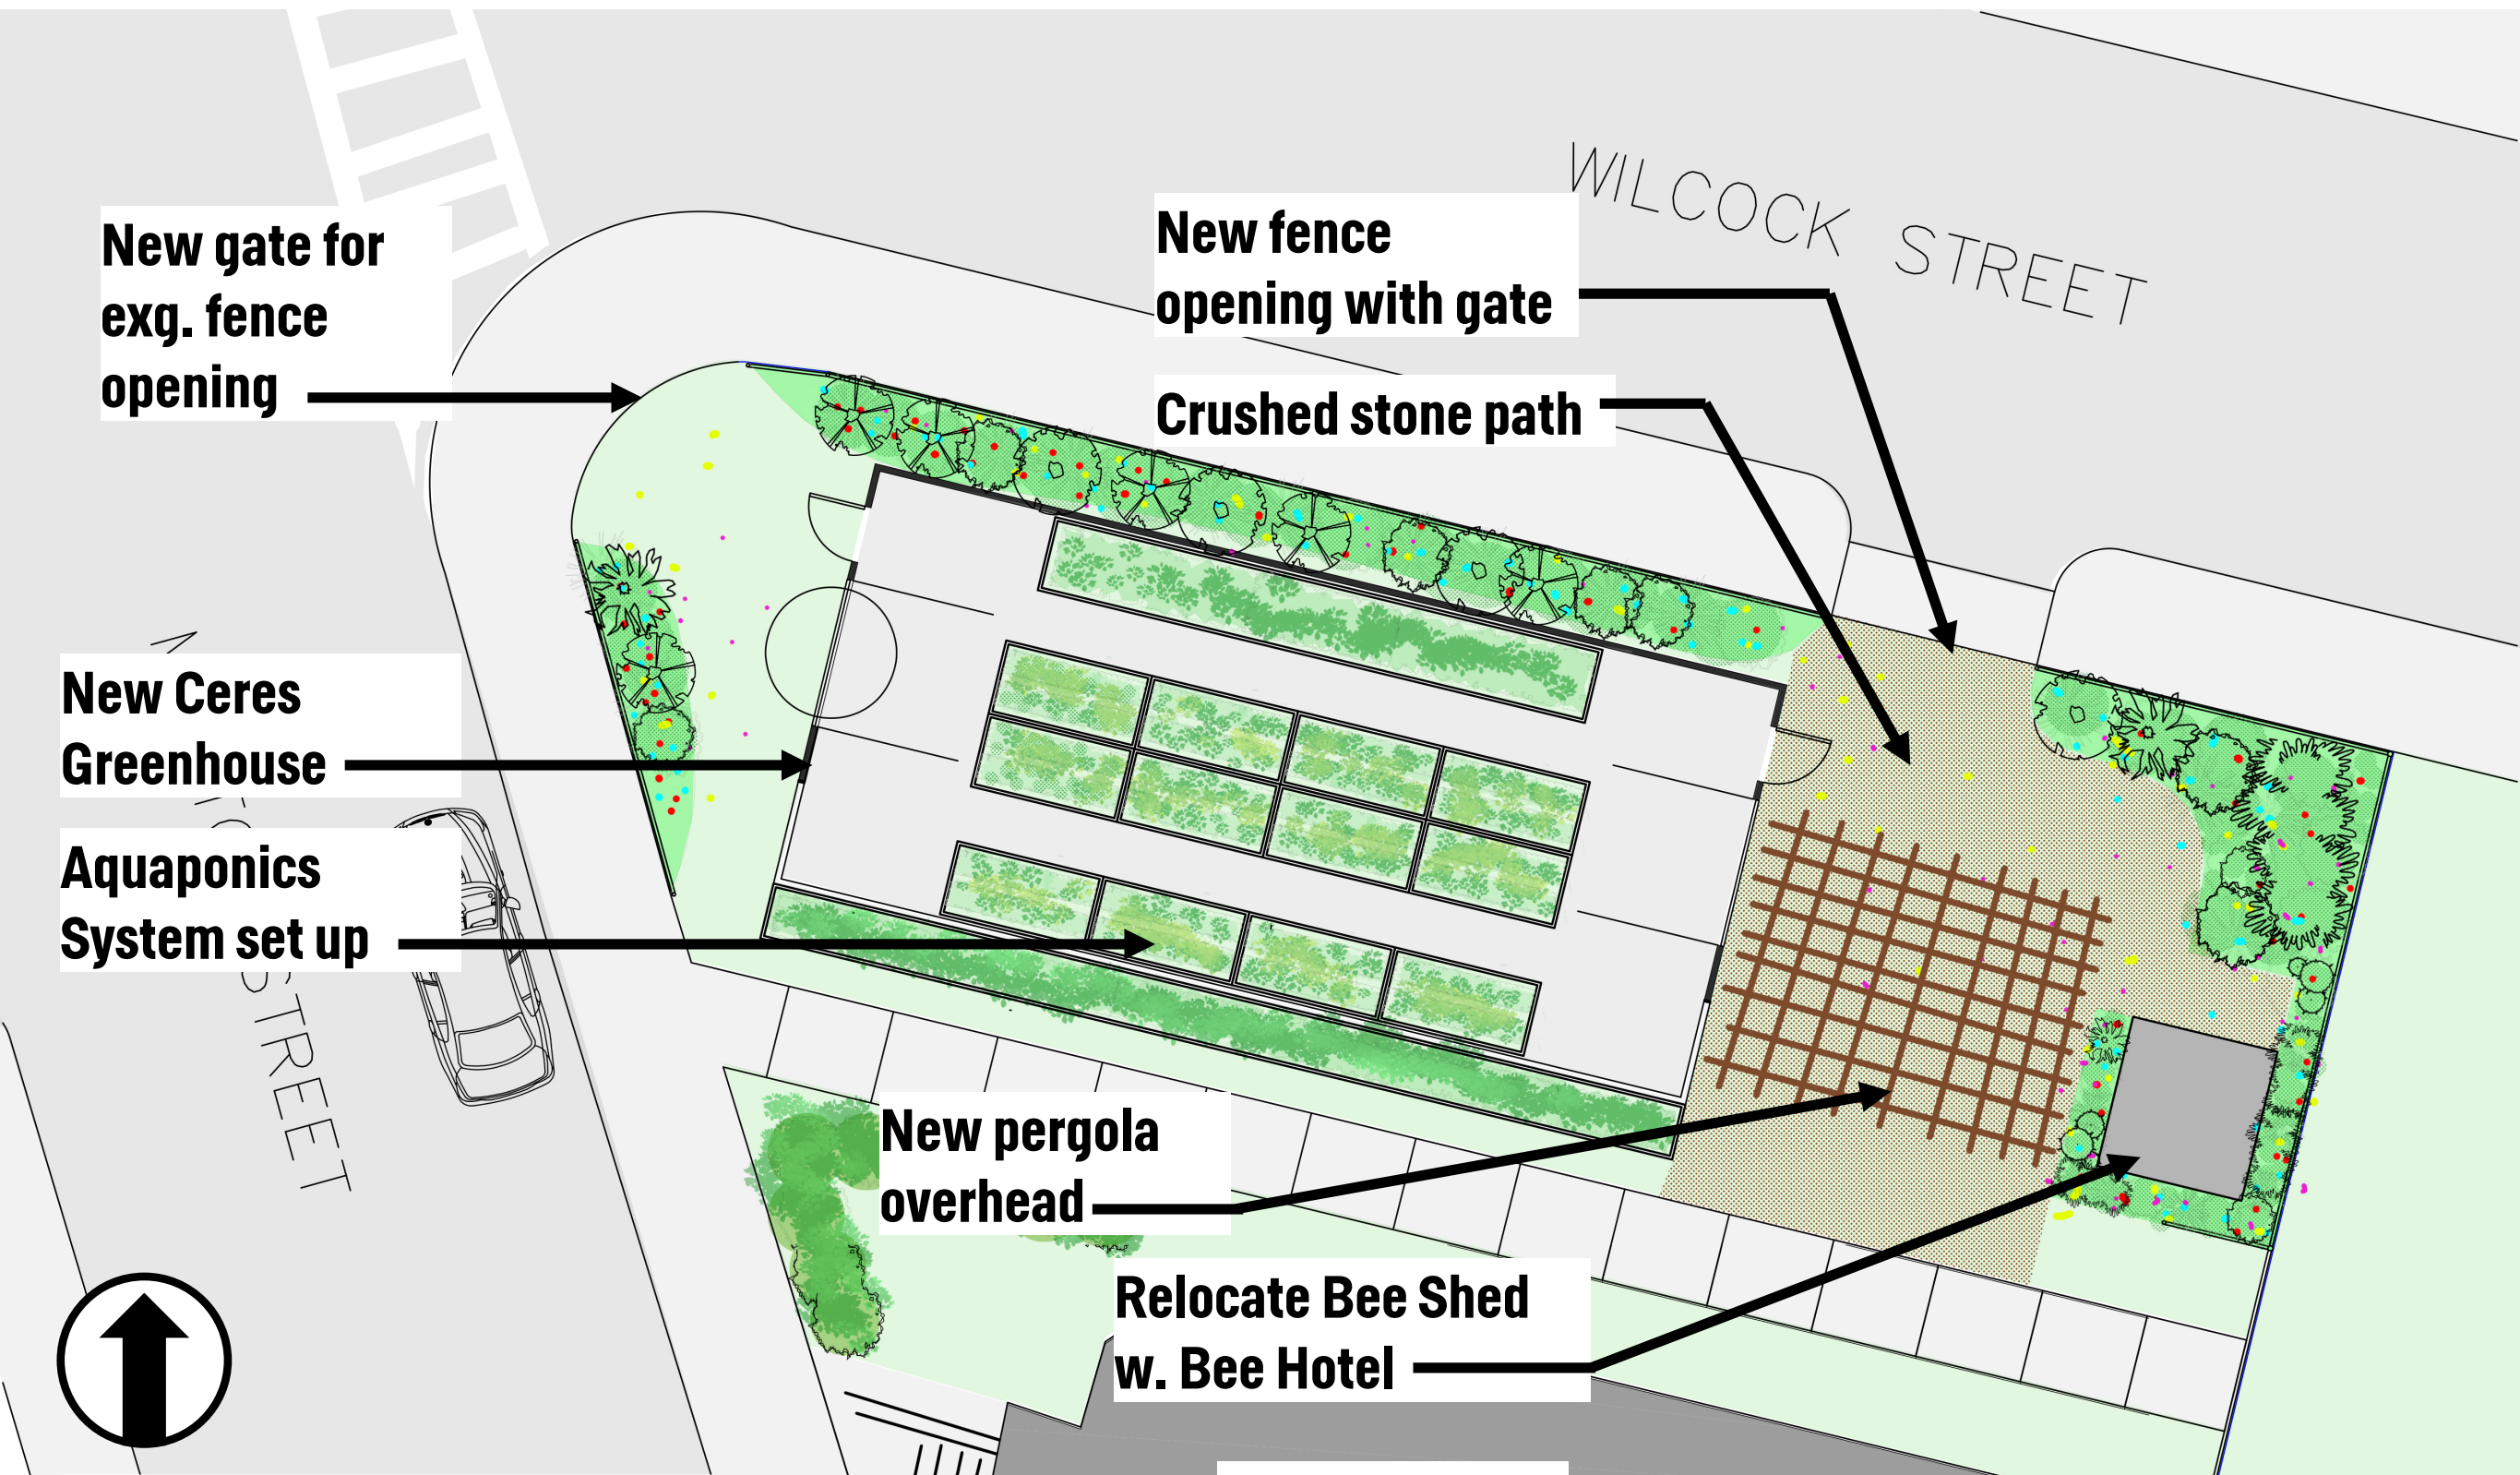 WILCOCK STREET
New gate for
exg. fence
opening
New fence
opening with gate
Crushed stone path
New Ceres
Greenhouse
Aquaponics
System set up
STREET
New pergola
overhead
Relocate Bee Shed
w. Bee Hotel